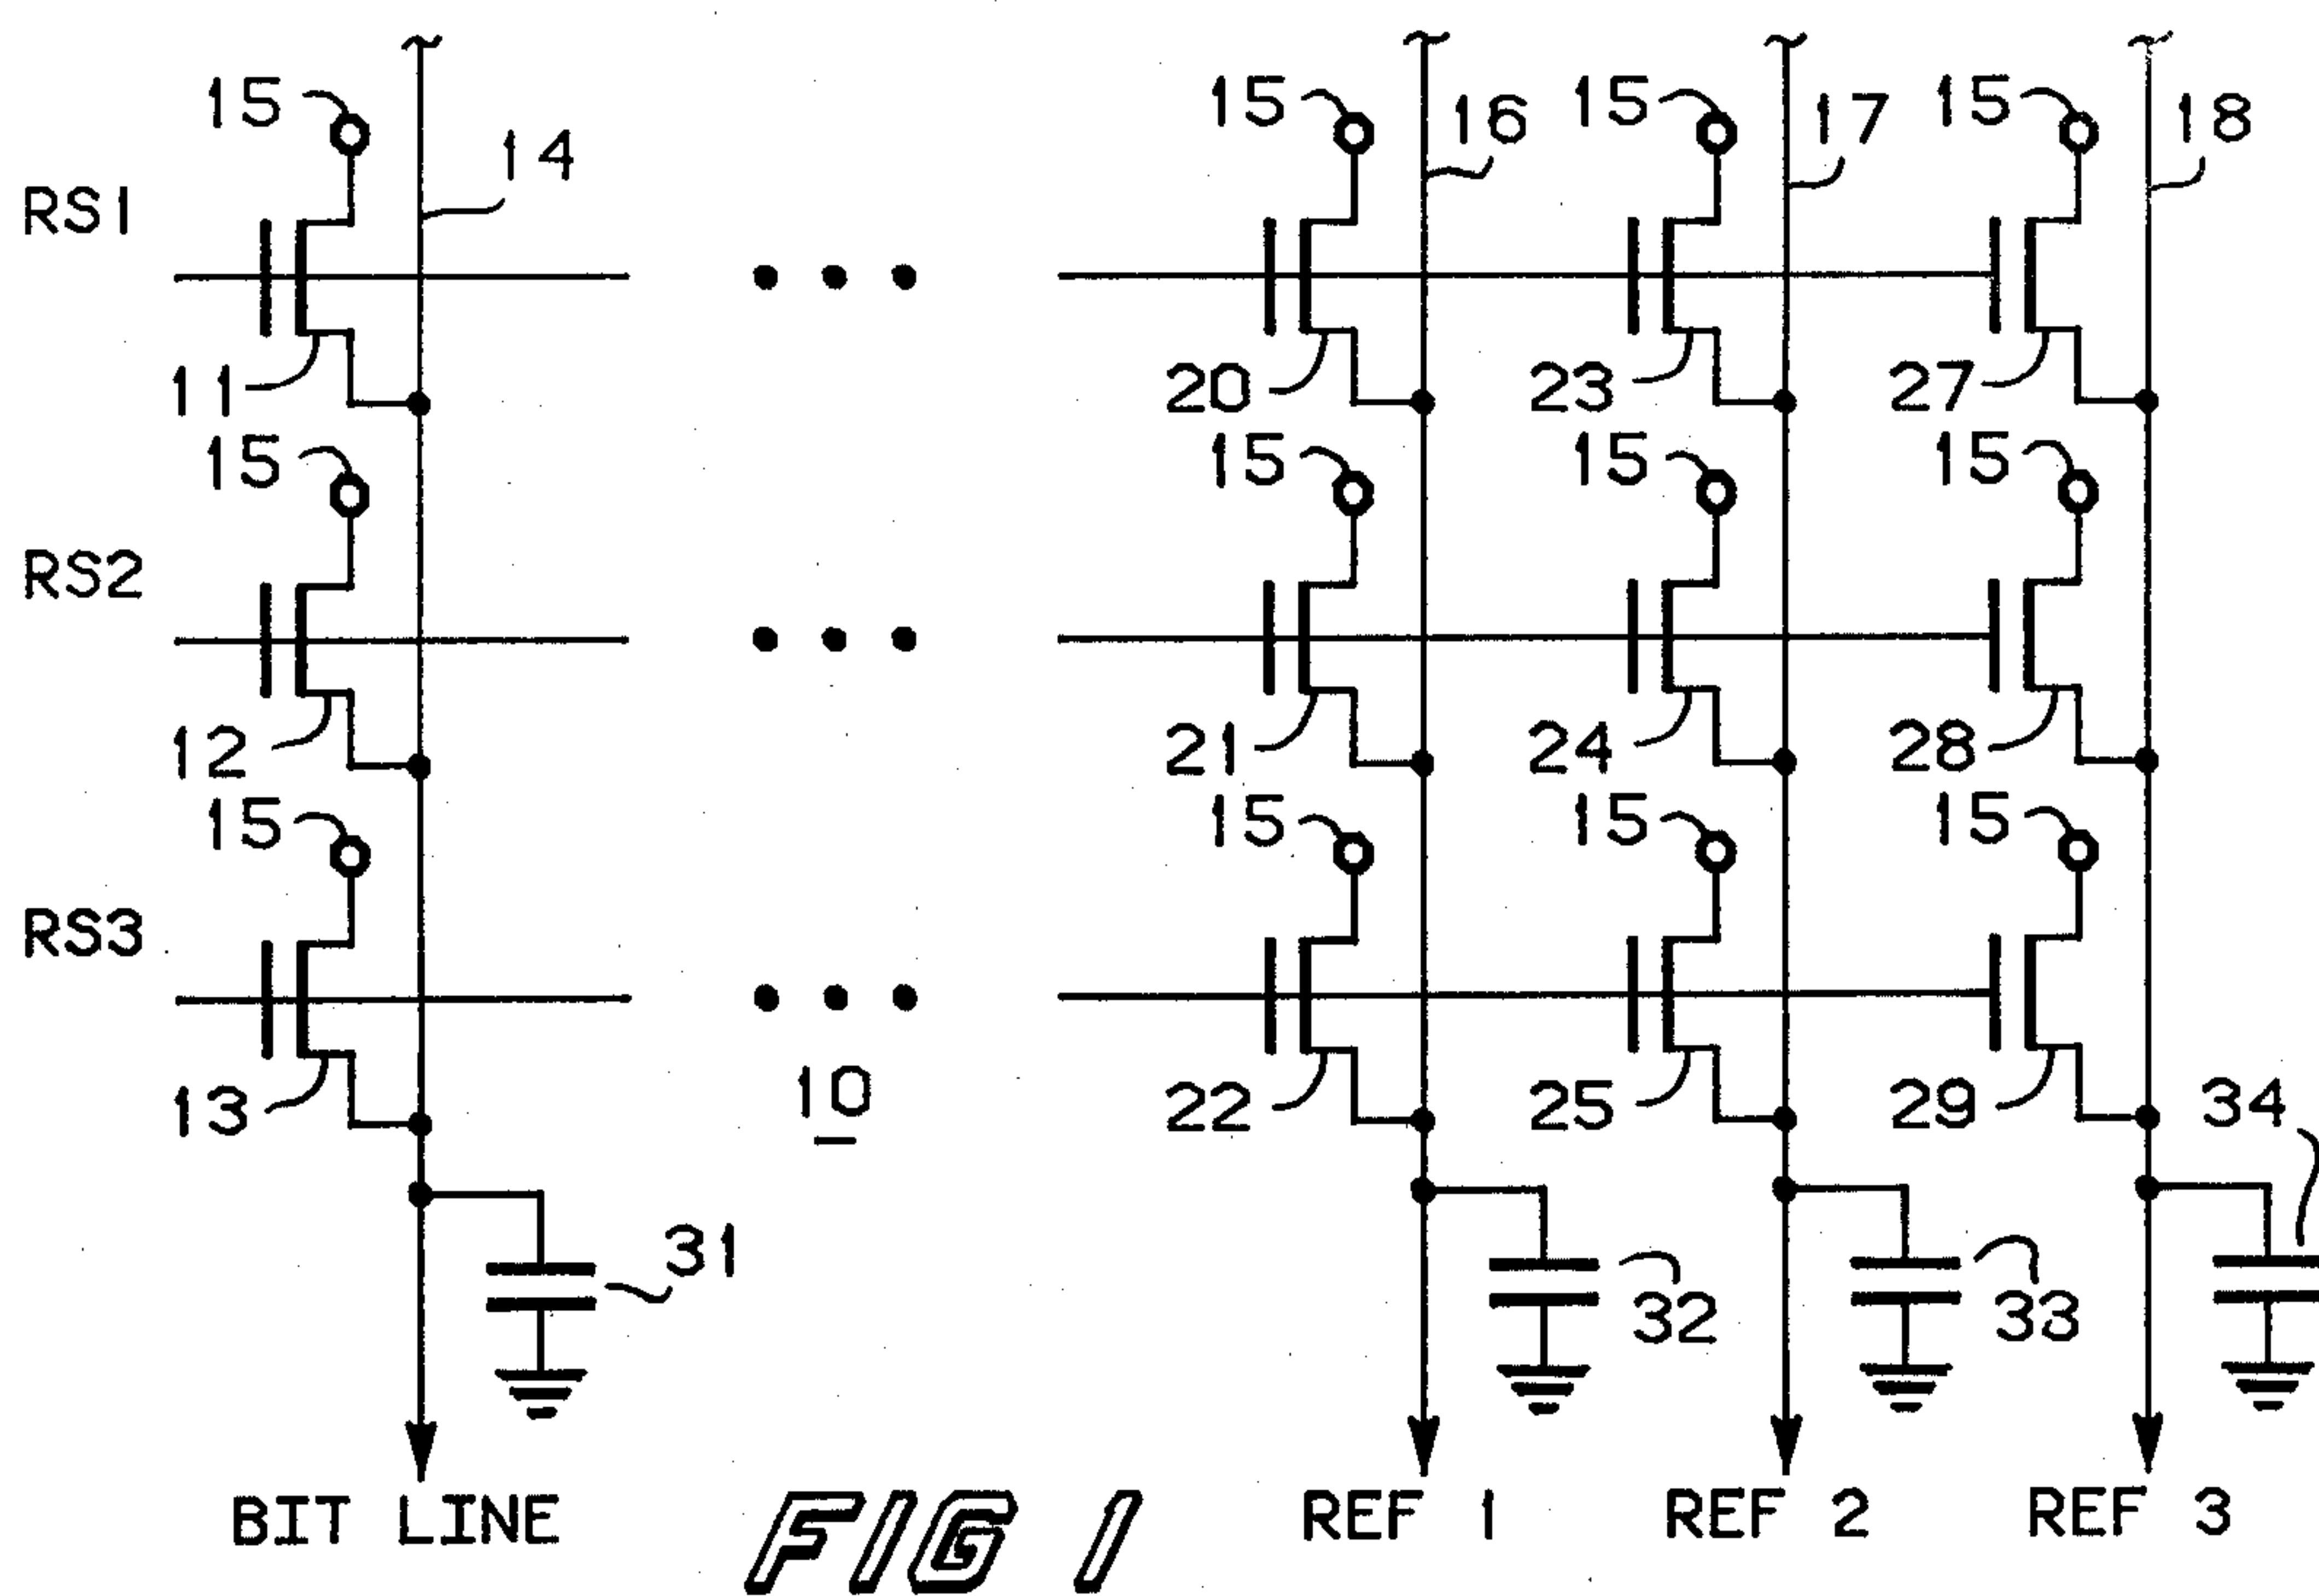 15 15 15 15
14 16 17 18
RS1
11 20 23 27
15 15 15 15
RS2
12 21 24 28
15 15 15 15
RS3
10
13 22 25 29 34
31
32 33
BIT LINE REF 1 REF 2 REF 3
FIG 1